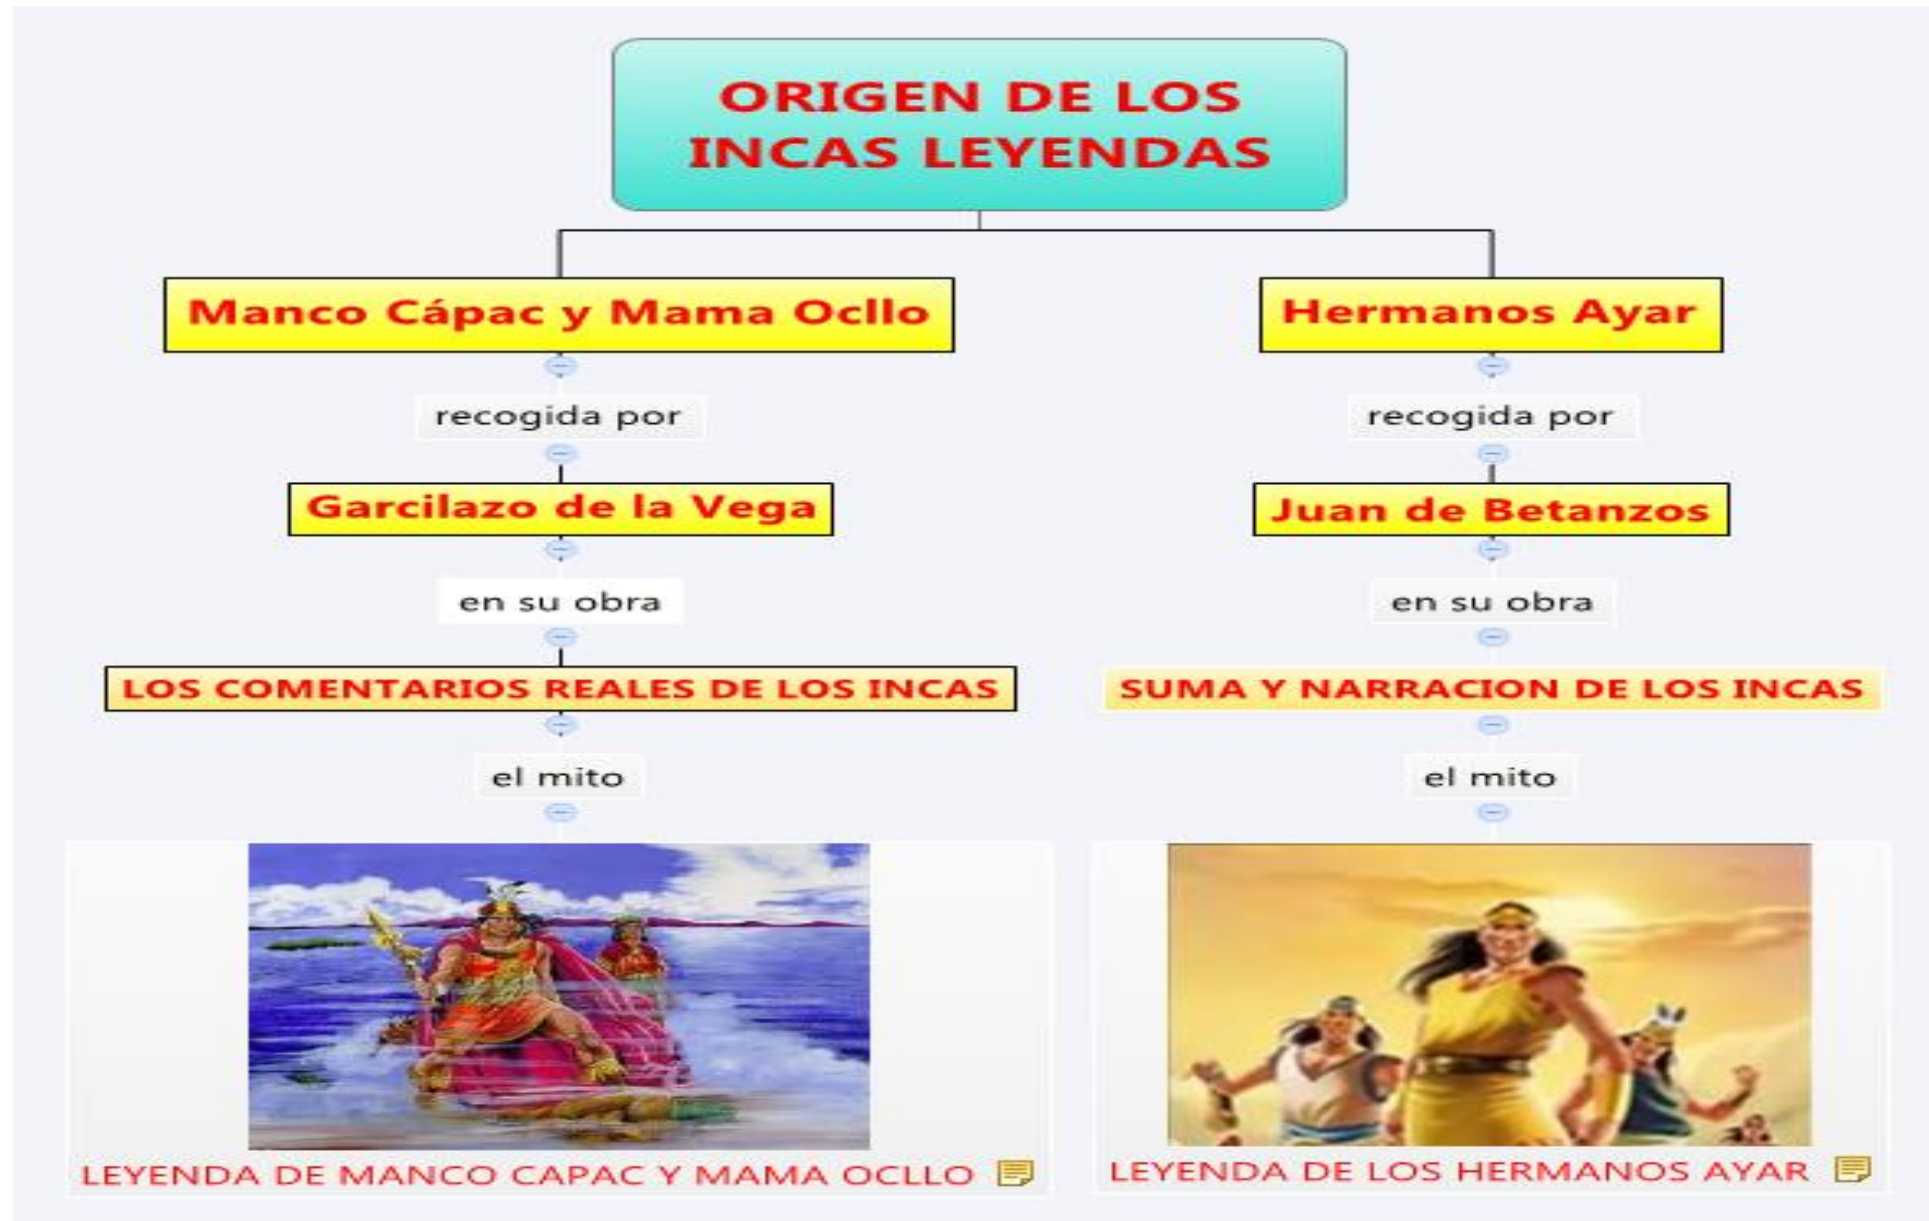 ORIGEN DE LOS
INCAS LEYENDAS
Manco Cápac y Mama Ocllo
recogida por
Garcilazo de la Vega
en su obra
LOS COMENTARIOS REALES DE LOS INCAS
el mito
LEYENDA DE MANCO CAPAC Y MAMA OCLLO
Hermanos Ayar
recogida por
Juan de Betanzos
en su obra
SUMA Y NARRACION DE LOS INCAS
el mito
LEYENDA DE LOS HERMANOS AYAR